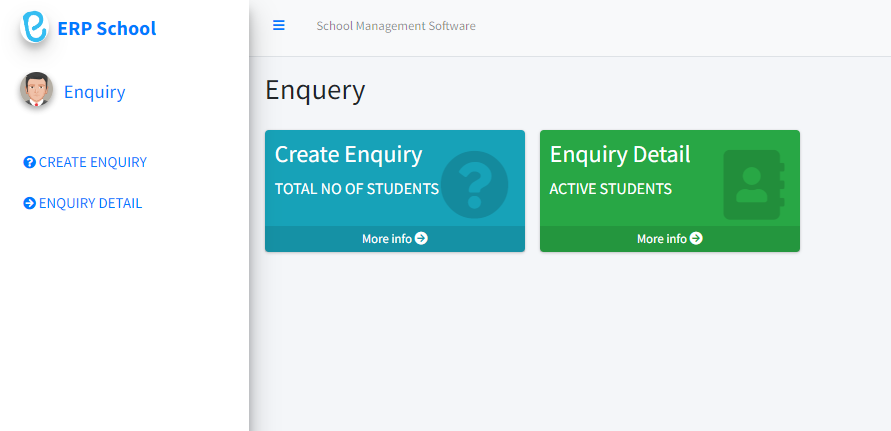 ERP School
Enquiry
CREATE ENQUIRY
ENQUIRY DETAIL
School Management Software
Enquery
Create Enquiry
TOTAL NO OF STUDENTS
More info
Enquiry Detail
ACTIVE STUDENTS
More info